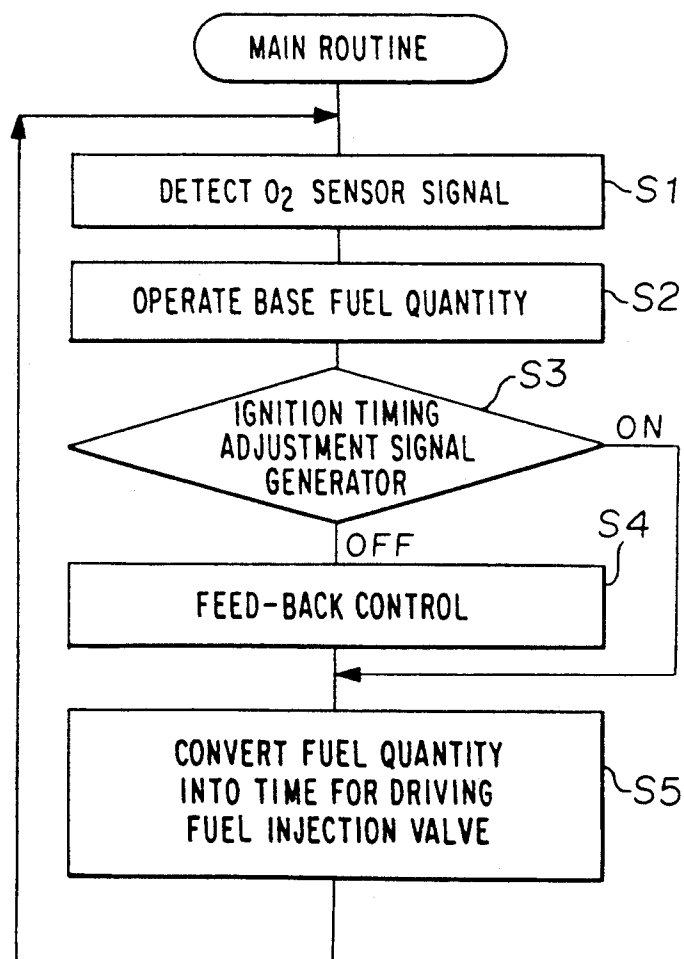 MAIN ROUTINE
DETECT O₂ SENSOR SIGNAL
S1
OPERATE BASE FUEL QUANTITY
S2
S3
IGNITION TIMING
ADJUSTMENT SIGNAL
GENERATOR
ON
OFF
S4
FEED-BACK CONTROL
CONVERT FUEL QUANTITY
INTO TIME FOR DRIVING
FUEL INJECTION VALVE
S5